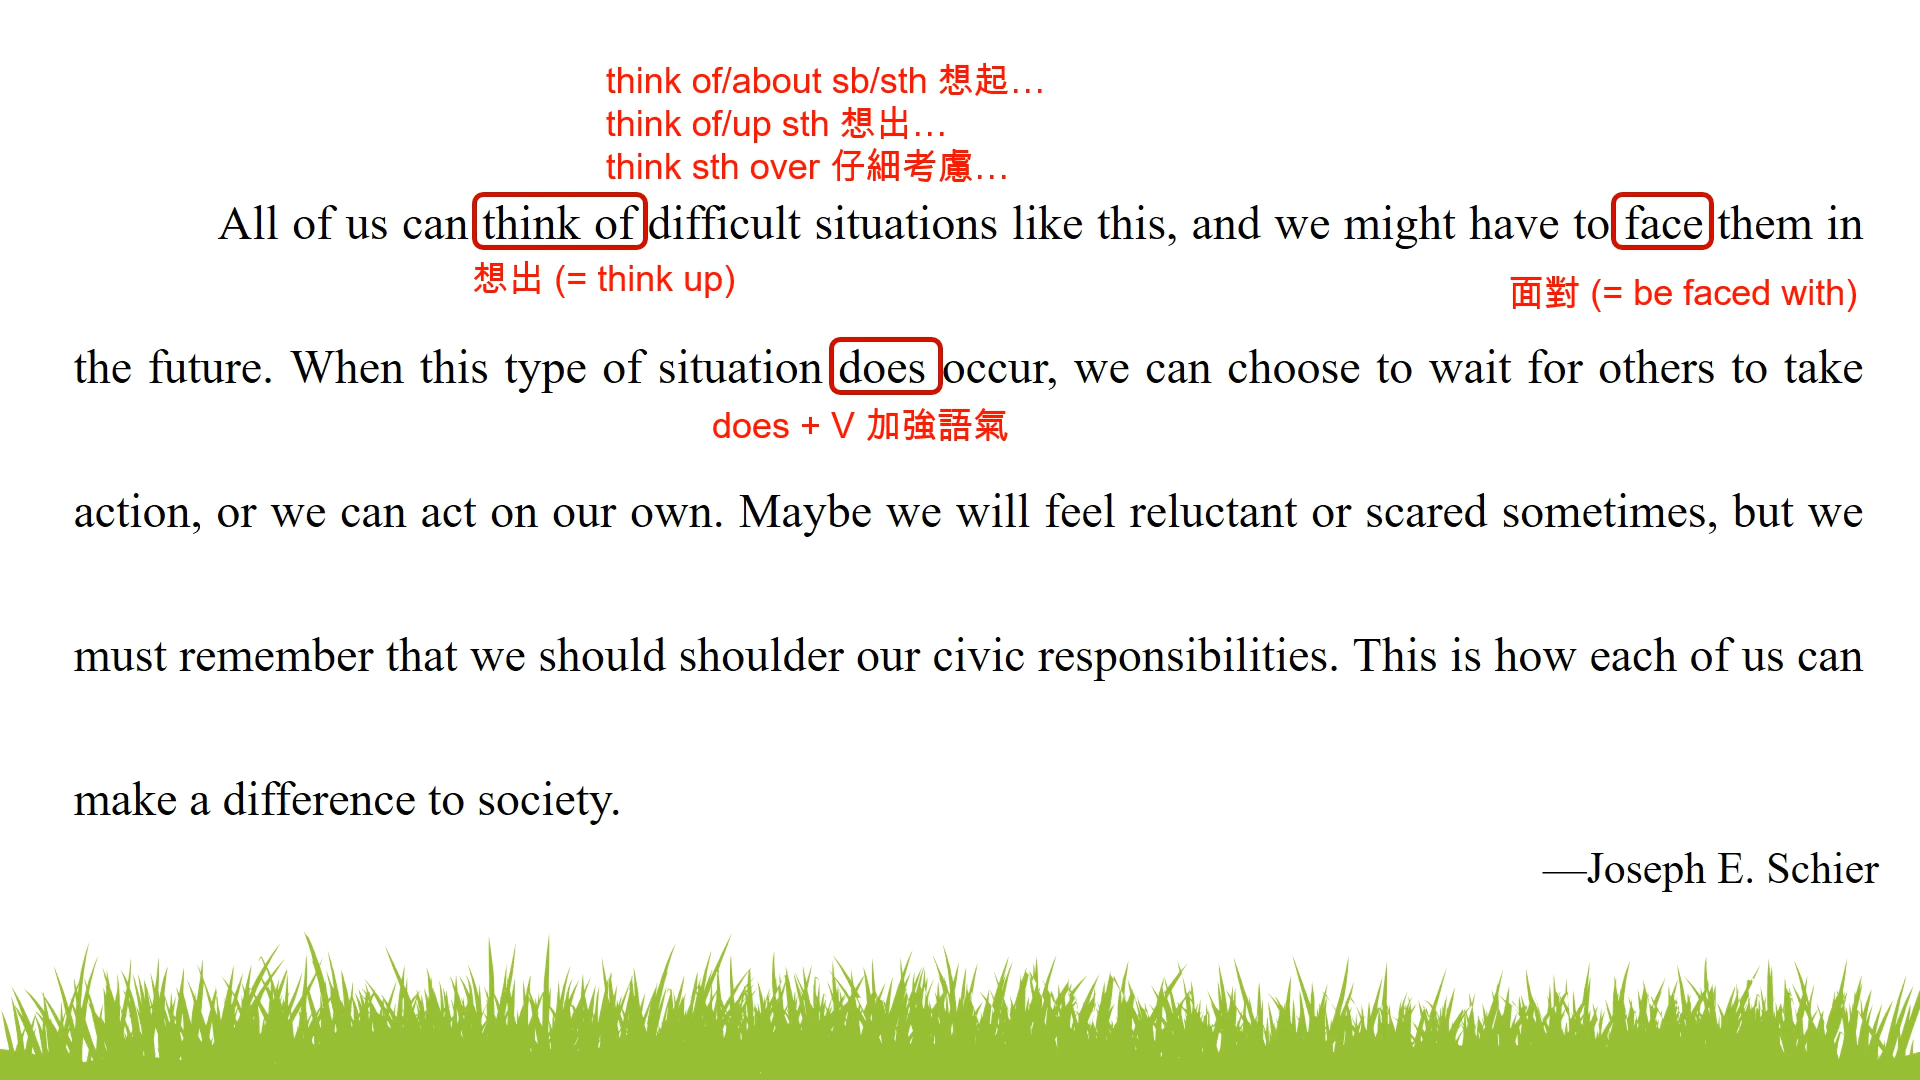 think of/about sb/sth 想起…
think of/up sth 想出…
think sth over 仔細考慮…
All of us can think of difficult situations like this, and we might have to face them in
想出 (= think up)
面對 (= be faced with)
the future. When this type of situation does occur, we can choose to wait for others to take
does + V 加強語氣
action, or we can act on our own. Maybe we will feel reluctant or scared sometimes, but we
must remember that we should shoulder our civic responsibilities. This is how each of us can
make a difference to society.
—Joseph E. Schier